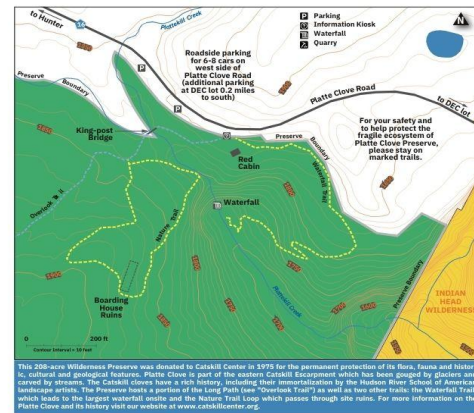 to Hunter
16
Plattekill Creek
P Parking
Information Kiosk
Waterfall
Quarry
N
Roadside parking
for 6-8 cars on
west side of
Platte Clove Road
(additional parking
at DEC lot 0.2 miles
to south)
Platte Clove Road
to DEC lot
P
P
Preserve
Boundary
King-post
Bridge
Preserve
Boundary
For your safety and
to help protect the
fragile ecosystem of
Platte Clove Preserve,
please stay on
marked trails.
Red
Cabin
Waterfall Trail
Waterfall
Overlook
Nature Trail
Plattekill Creek
Preserve Boundary
Boarding
House
Ruins
INDIAN
HEAD
WILDERNESS
0 200 ft
Contour Interval = 10 feet
This 208-acre Wilderness Preserve was donated to Catskill Center in 1975 for the permanent protection of its flora, fauna and histor-
ic, cultural and geological features. Platte Clove is part of the eastern Catskill Escarpment which has been gouged by glaciers and
carved by streams. The Catskill cloves have a rich history, including their immortalization by the Hudson River School of American
landscape artists. The Preserve hosts a portion of the Long Path (see "Overlook Trail") as well as two other trails: the Waterfall Trail
which leads to the largest waterfall onsite and the Nature Trail Loop which passes through site ruins. For more information on the
Platte Clove and its history visit our website at www.catskillcenter.org.